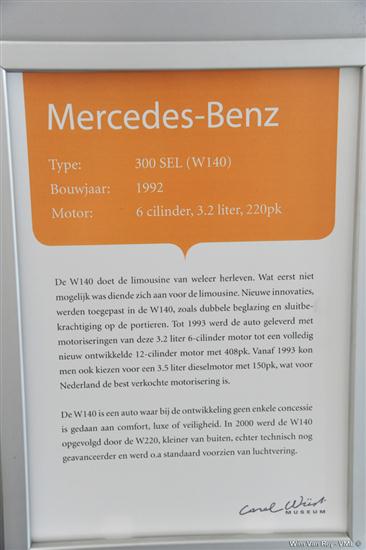 Mercedes-Benz
Type: 300 SEL (W140)
Bouwjaar: 1992
Motor: 6 cilinder, 3.2 liter, 220pk
De W140 doet de limousine van weleer herleven. Wat eerst niet
mogelijk was diende zich aan voor de limousine. Nieuwe innovaties,
werden toegepast in de W140, zoals dubbele beglazing en sluitbe-
krachtiging op de portieren. Tot 1993 werd de auto geleverd met
motoriseringen van deze 3.2 liter 6-cilinder motor tot een volledig
nieuw ontwikkelde 12-cilinder motor met 408pk. Vanaf 1993 kon
men ook kiezen voor een 3.5 liter dieselmotor met 150pk, wat voor
Nederland de best verkochte motorisering is.
De W140 is een auto waar bij de ontwikkeling geen enkele concessie
is gedaan aan comfort, luxe of veiligheid. In 2000 werd de W140
opgevolgd door de W220, kleiner van buiten, echter technisch nog
geavanceerder en werd o.a standaard voorzien van luchtvering.
Carel Wüst
MUSEUM
Wim Van Roy - VML ©